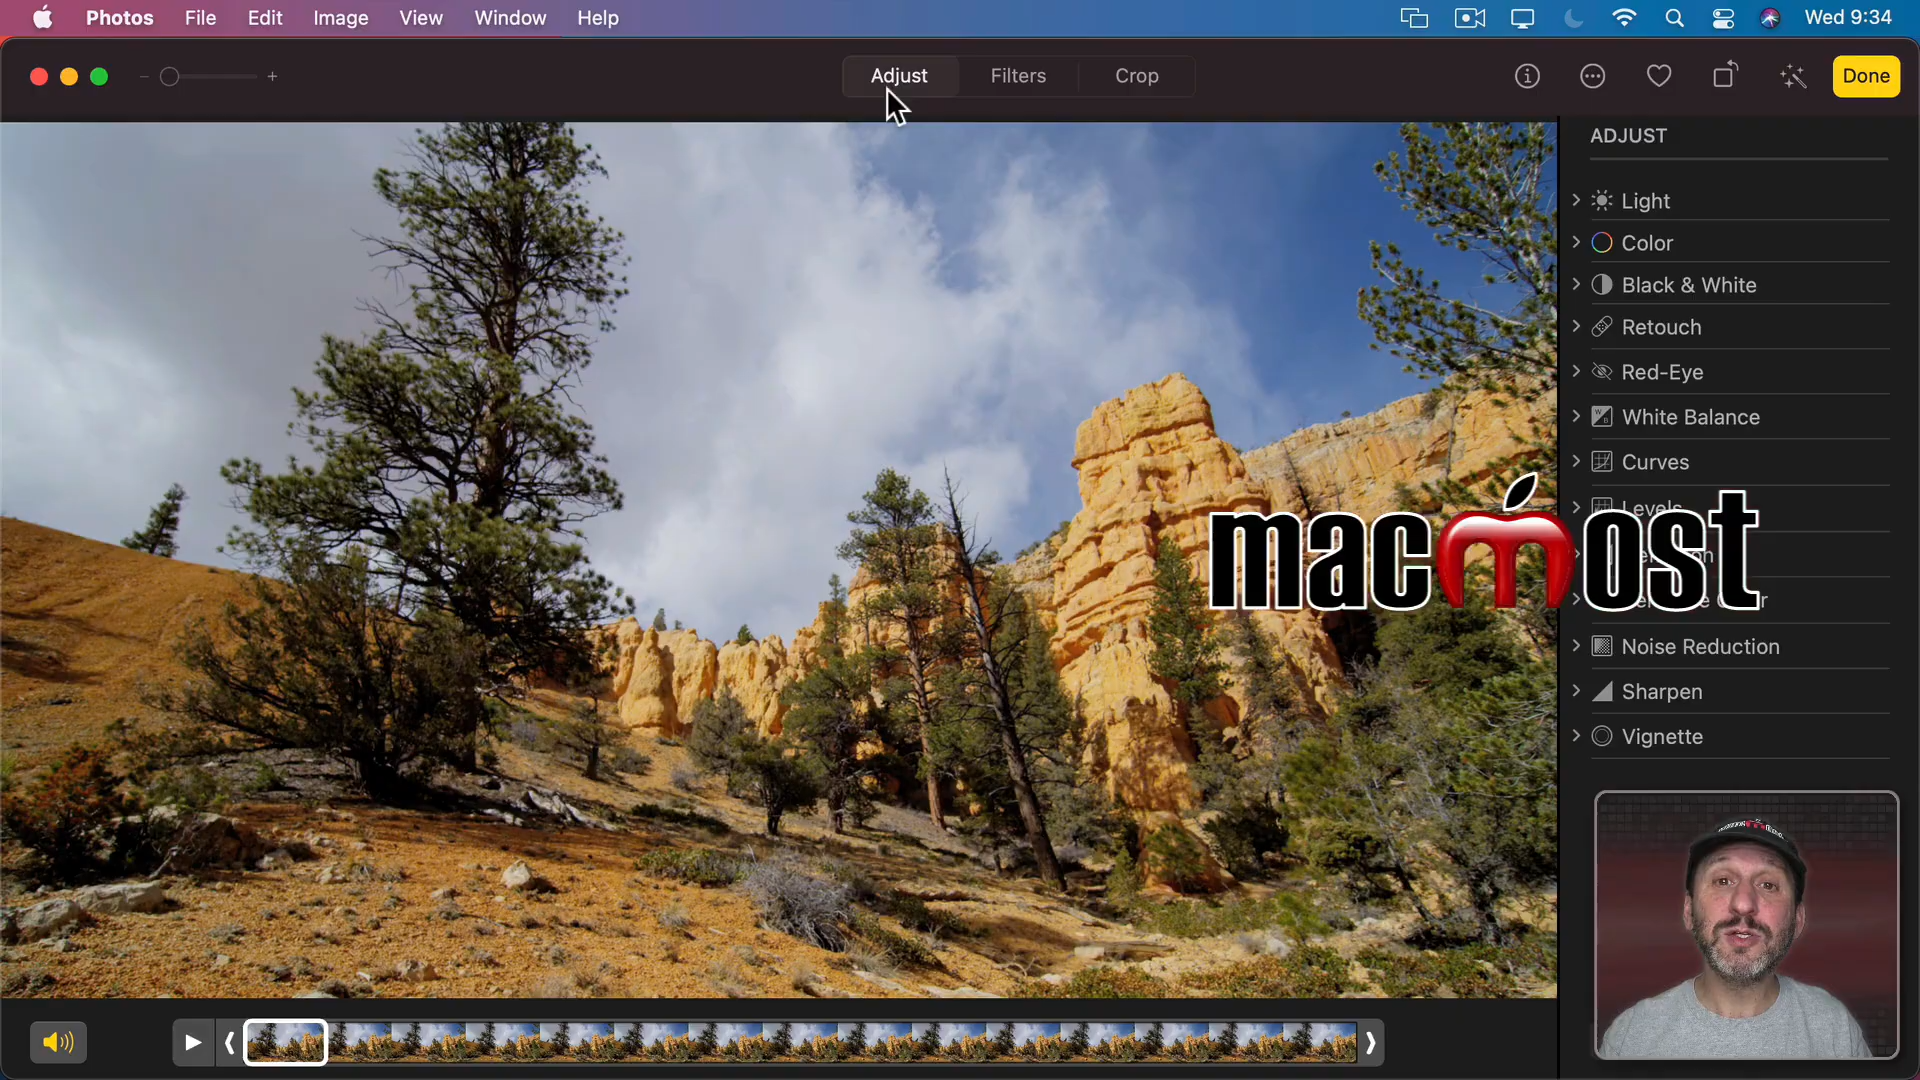 Photos File Edit Image View Window Help Wed 9:34
Adjust Filters Crop Done
ADJUST
Light
Color
Black & White
Retouch
Red-Eye
White Balance
Curves
Levels
macmost
Noise Reduction
Sharpen
Vignette